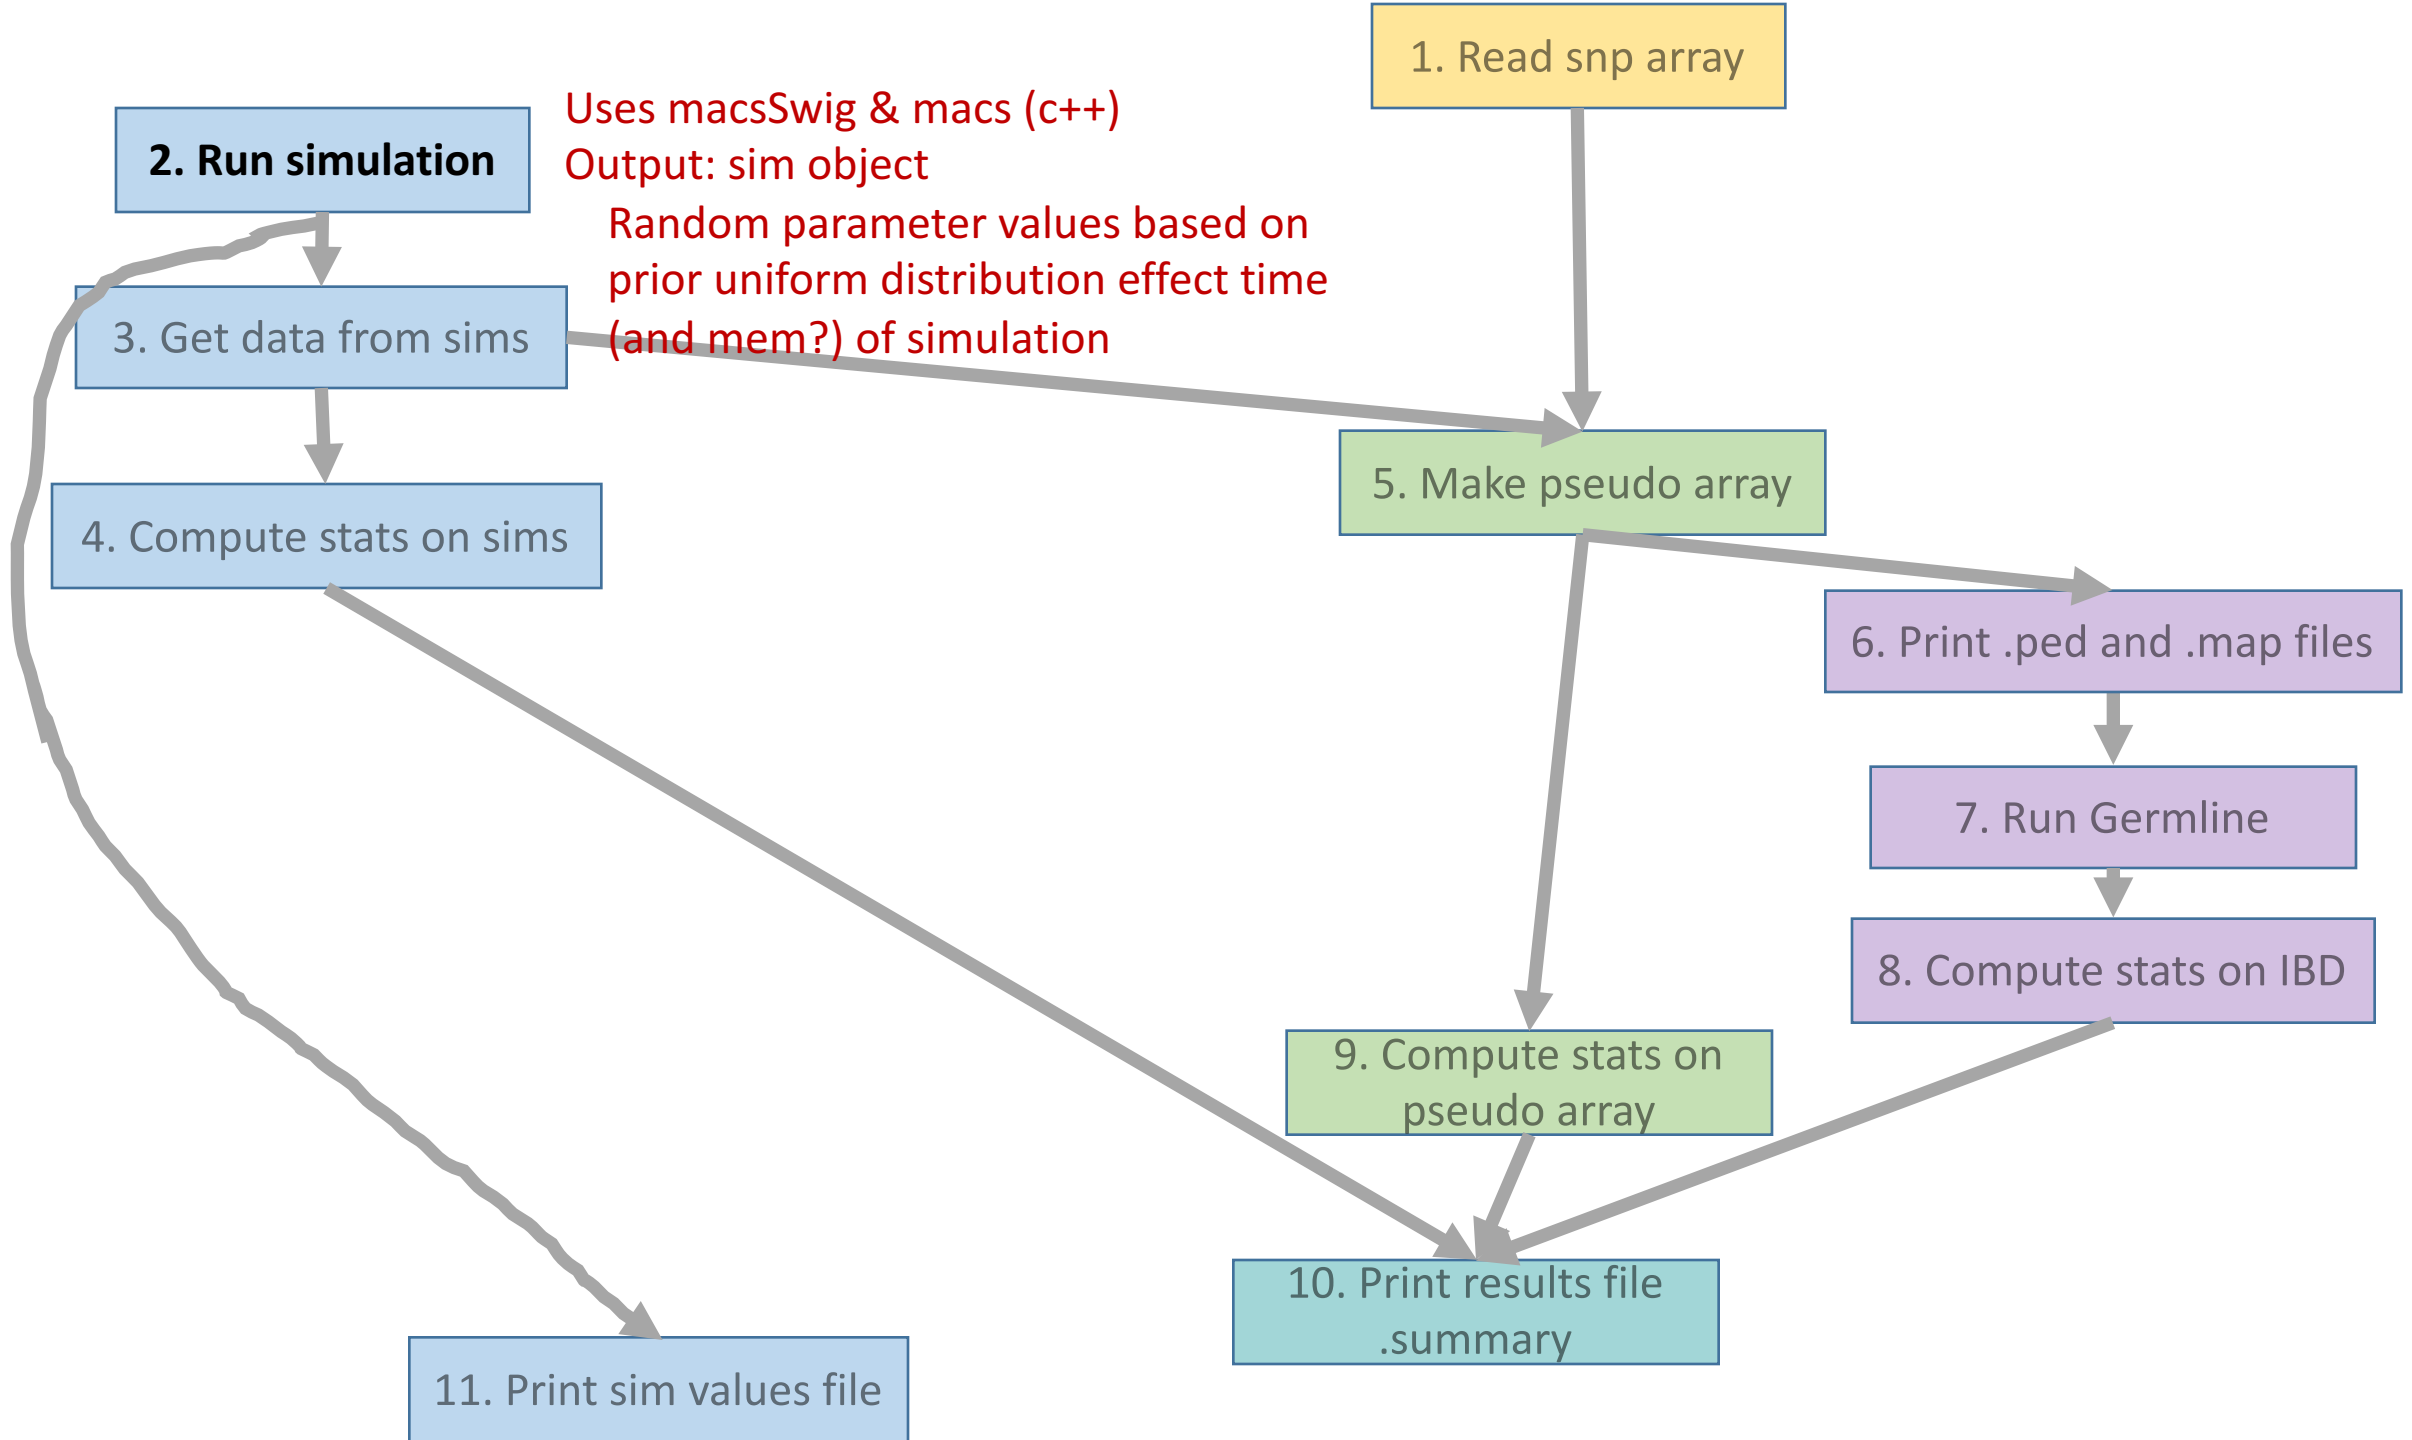 1. Read snp array
2. Run simulation
Uses macsSwig & macs (c++)
Output: sim object
Random parameter values based on
prior uniform distribution effect time
(and mem?) of simulation
3. Get data from sims
4. Compute stats on sims
5. Make pseudo array
6. Print .ped and .map files
7. Run Germline
8. Compute stats on IBD
9. Compute stats on
pseudo array
10. Print results file
.summary
11. Print sim values file